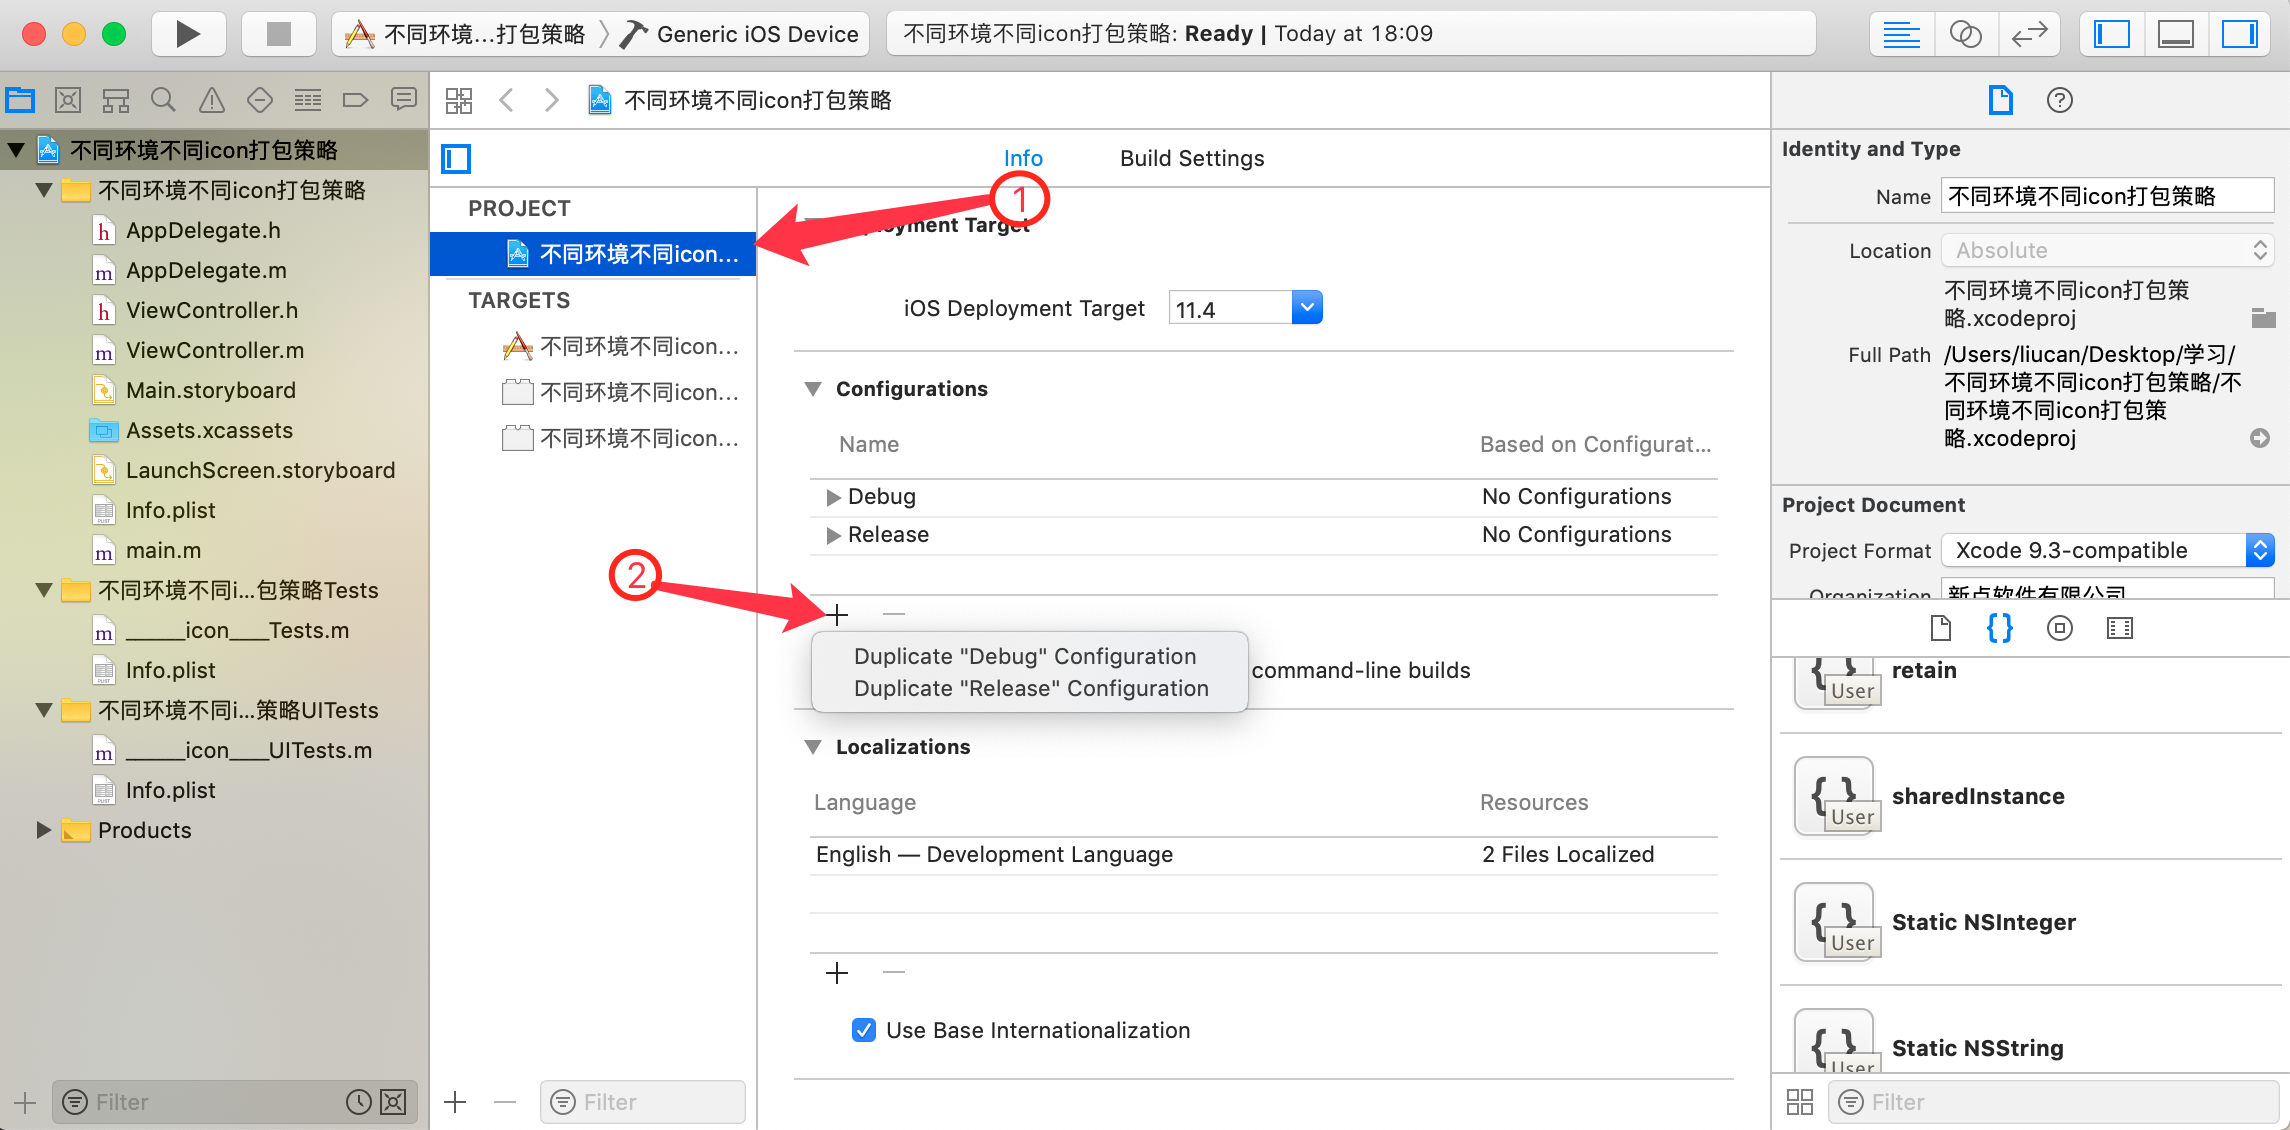 不同环境...打包策略
Generic iOS Device
不同环境不同icon打包策略: Ready | Today at 18:09
不同环境不同icon打包策略
不同环境不同icon打包策略
AppDelegate.h
AppDelegate.m
ViewController.h
ViewController.m
Main.storyboard
Assets.xcassets
LaunchScreen.storyboard
Info.plist
main.m
不同环境不同i...包策略Tests
______icon____Tests.m
Info.plist
不同环境不同i...策略UITests
______icon____UITests.m
Info.plist
Products
Filter
不同环境不同icon打包策略
Info
Build Settings
PROJECT
不同环境不同icon...
TARGETS
不同环境不同icon...
不同环境不同icon...
不同环境不同icon...
Filter
1
Target
iOS Deployment Target
11.4
Configurations
Name
Based on Configurat...
Debug
No Configurations
Release
No Configurations
2
Duplicate "Debug" Configuration
Duplicate "Release" Configuration
command-line builds
Localizations
Language
Resources
English — Development Language
2 Files Localized
Use Base Internationalization
Identity and Type
Name
不同环境不同icon打包策略
Location
Absolute
不同环境不同icon打包策
略.xcodeproj
Full Path
/Users/liucan/Desktop/学习/
不同环境不同icon打包策略/不
同环境不同icon打包策
略.xcodeproj
Project Document
Project Format
Xcode 9.3-compatible
Organization
新点软件有限公司
retain
User
sharedInstance
User
Static NSInteger
User
Static NSString
User
Filter